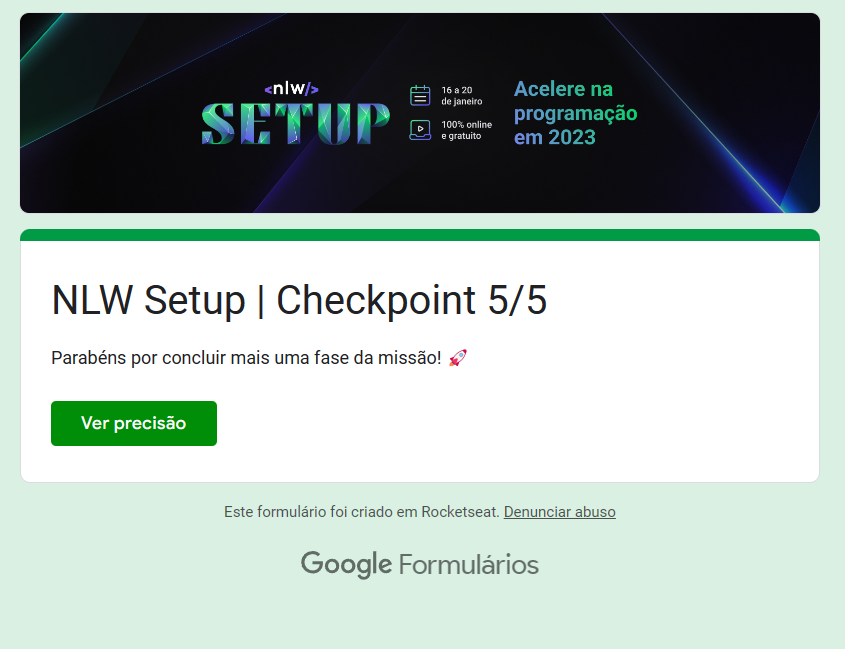 <nlw/>
SETUP
16 a 20
de janeiro
100% online
e gratuito
Acelere na
programação
em 2023
NLW Setup | Checkpoint 5/5
Parabéns por concluir mais uma fase da missão! 🚀
Ver precisão
Este formulário foi criado em Rocketseat. Denunciar abuso
Google Formulários